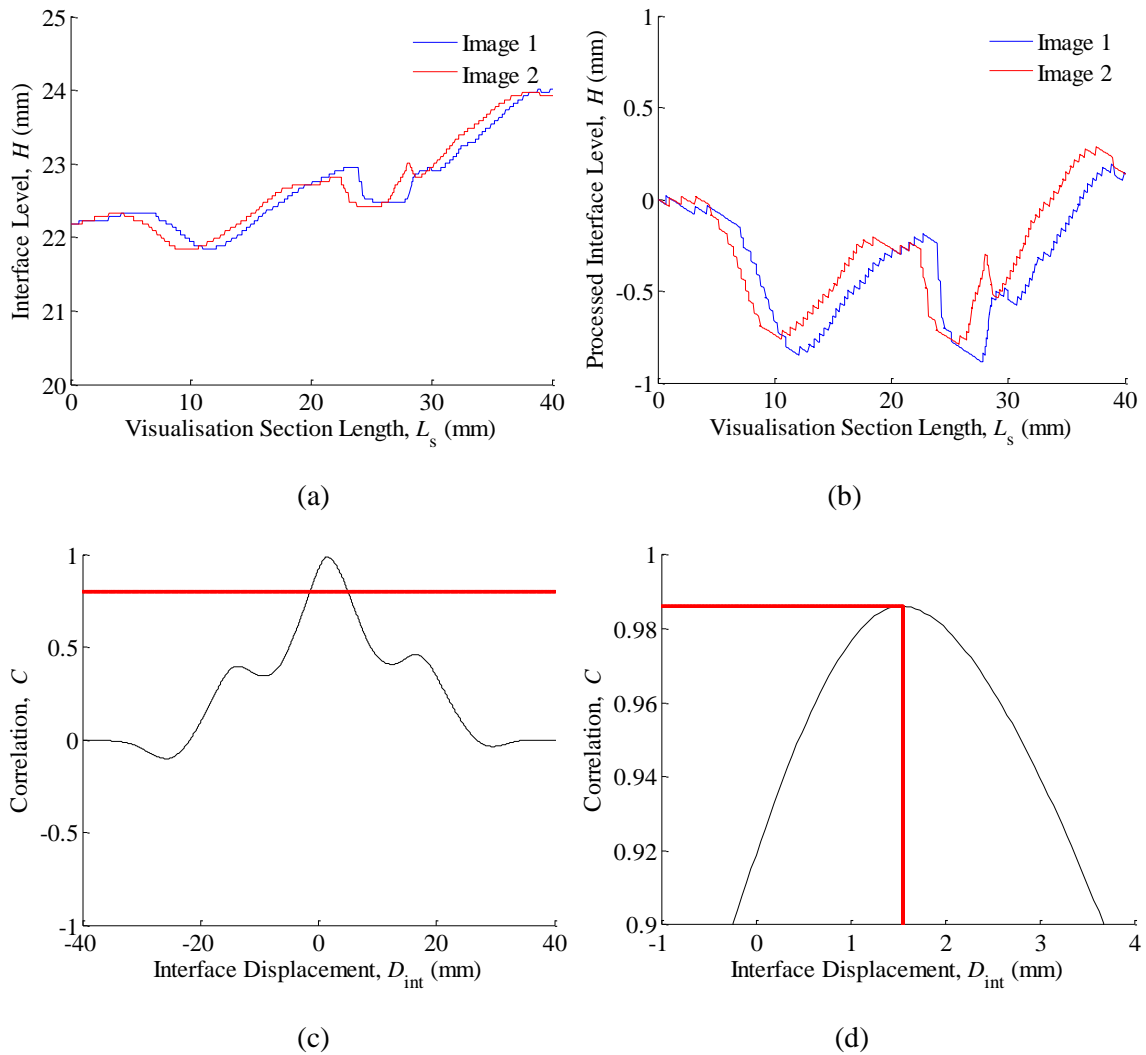 25
24
23
22
21
20
Interface Level, H (mm)
Image 1
Image 2
0
10
20
30
40
Visualisation Section Length, Ls (mm)
(a)
1
0.5
0
-0.5
-1
Processed Interface Level, H (mm)
Image 1
Image 2
0
10
20
30
40
Visualisation Section Length, Ls (mm)
(b)
1
0.5
0
-0.5
-1
Correlation, C
-40
-20
0
20
40
Interface Displacement, Dint (mm)
(c)
1
0.98
0.96
0.94
0.92
0.9
Correlation, C
-1
0
1
2
3
4
Interface Displacement, Dint (mm)
(d)